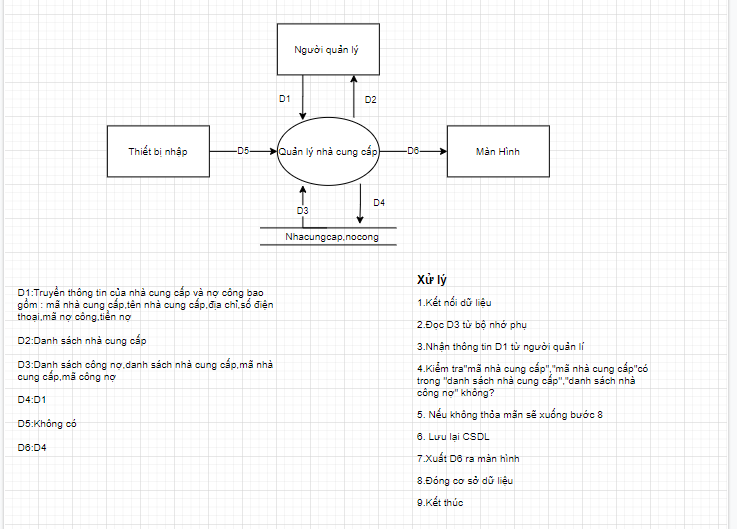 Người quản lý
D1
D2
Thiết bị nhập
D5
Quản lý nhà cung cấp
D6
Màn Hình
D3
D4
Nhacungcap,nocong
D1:Truyền thông tin của nhà cung cấp và nợ công bao
gồm : mã nhà cung cấp,tên nhà cung cấp,địa chỉ,số điện
thoại,mã nợ công,tiền nợ
D2:Danh sách nhà cung cấp
D3:Danh sách công nợ,danh sách nhà cung cấp,mã nhà
cung cấp,mã công nợ
D4:D1
D5:Không có
D6:D4
Xử lý
1.Kết nối dữ liệu
2.Đọc D3 từ bộ nhớ phụ
3.Nhận thông tin D1 từ người quản lí
4.Kiểm tra"mã nhà cung cấp","mã nhà cung cấp"có
trong "danh sách nhà cung cấp","danh sách nhà
công nợ" không?
5. Nếu không thỏa mãn sẽ xuống bước 8
6. Lưu lại CSDL
7.Xuất D6 ra màn hình
8.Đóng cơ sở dữ liệu
9.Kết thúc